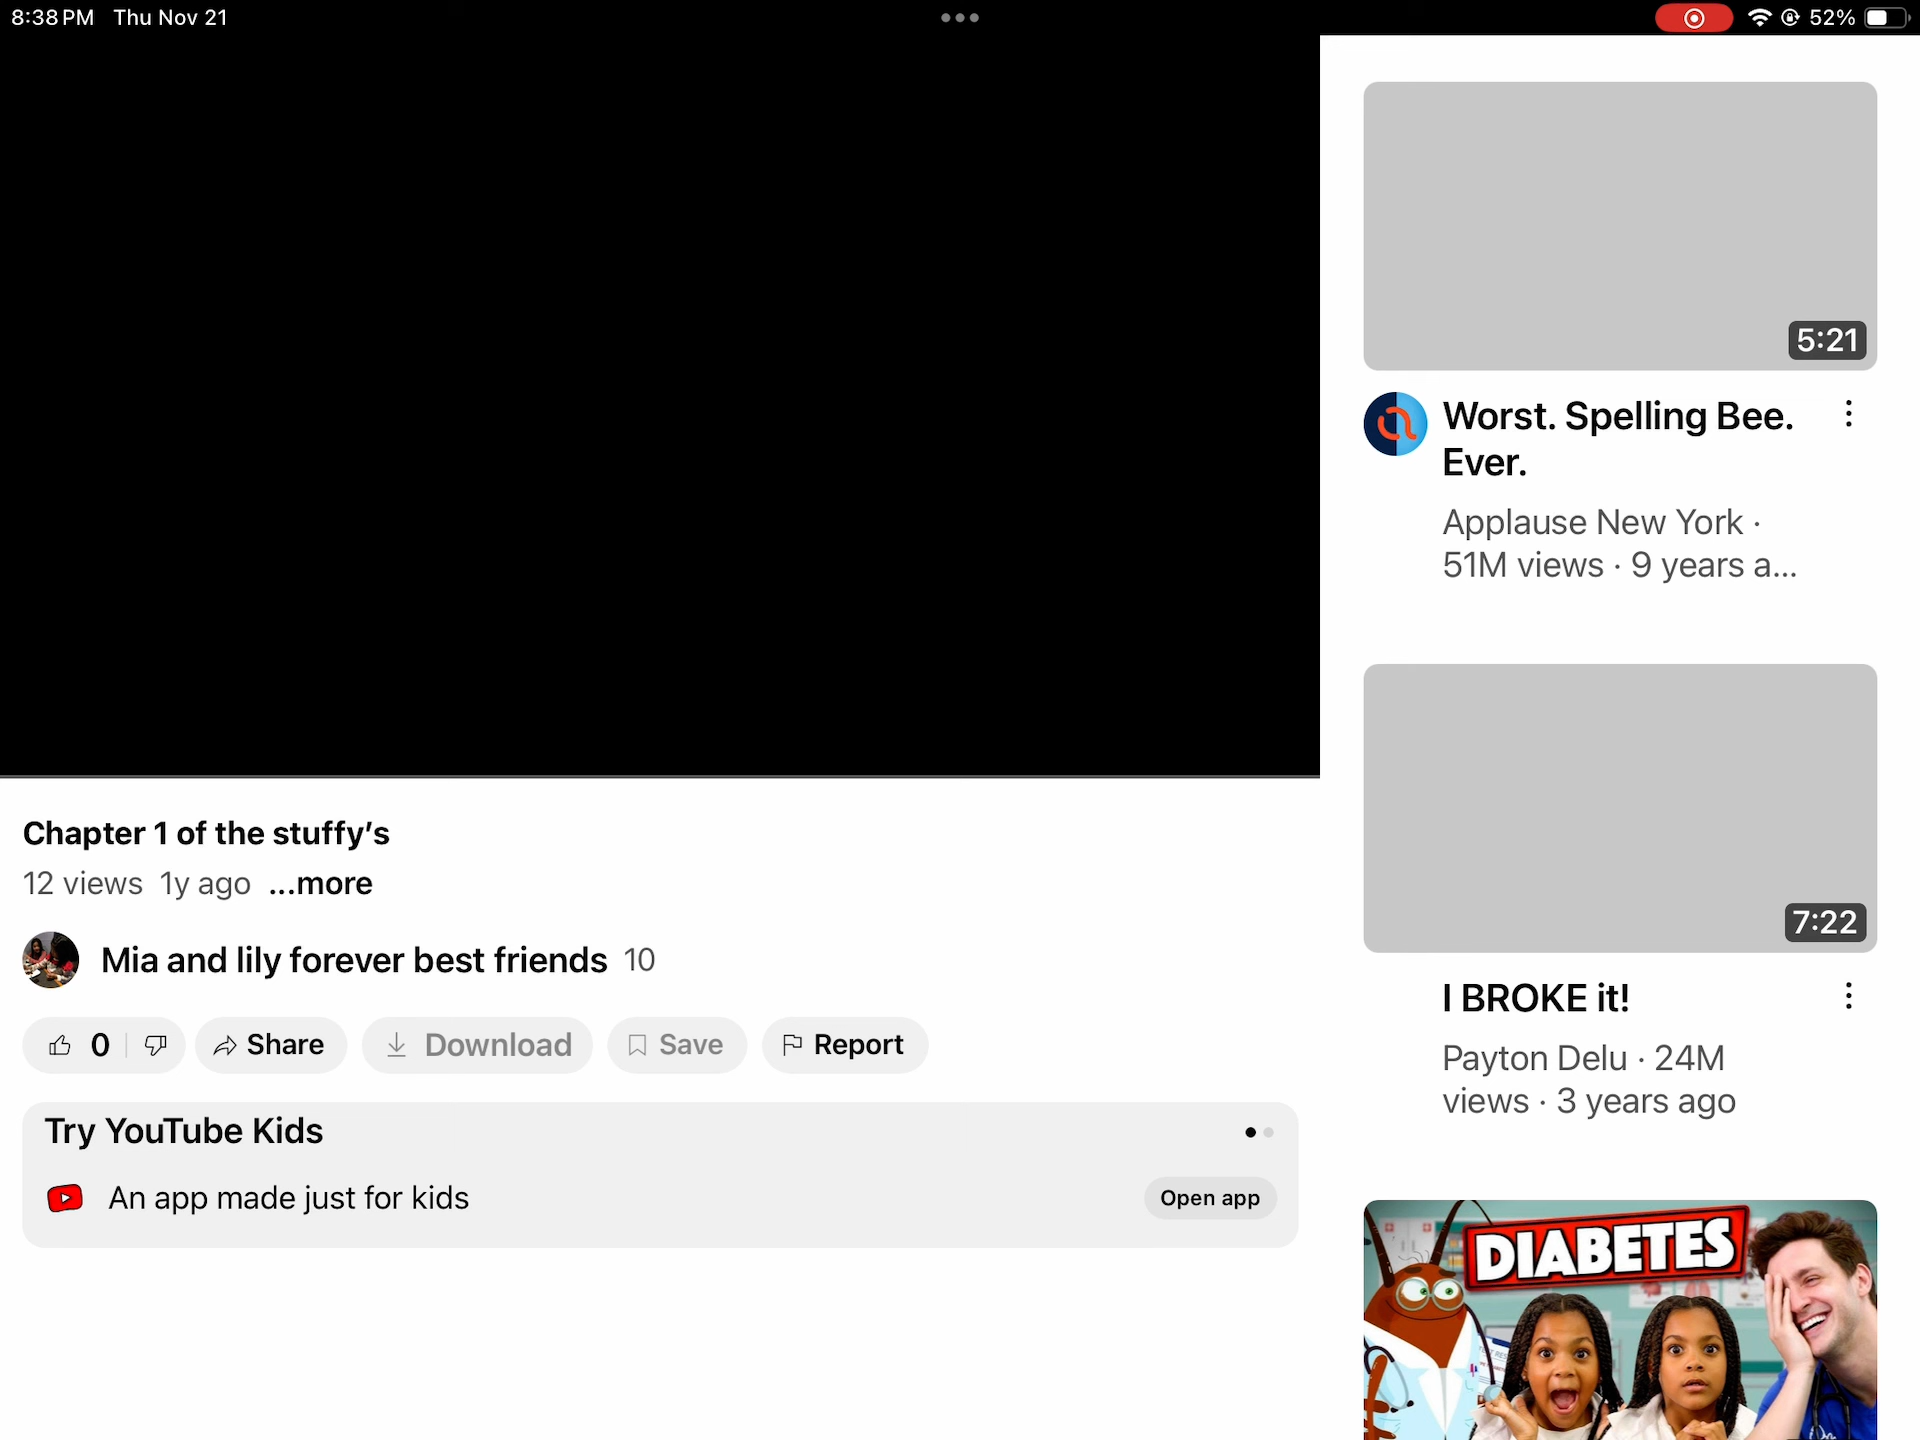 8:38 PM Thu Nov 21
52%
5:21
Worst. Spelling Bee.
Ever.
Applause New York ·
51M views · 9 years a...
7:22
I BROKE it!
Payton Delu · 24M
views · 3 years ago
DIABETES
Chapter 1 of the stuffy’s
12 views 1y ago ...more
Mia and lily forever best friends 10
0 Share Download Save Report
Try YouTube Kids
An app made just for kids
Open app